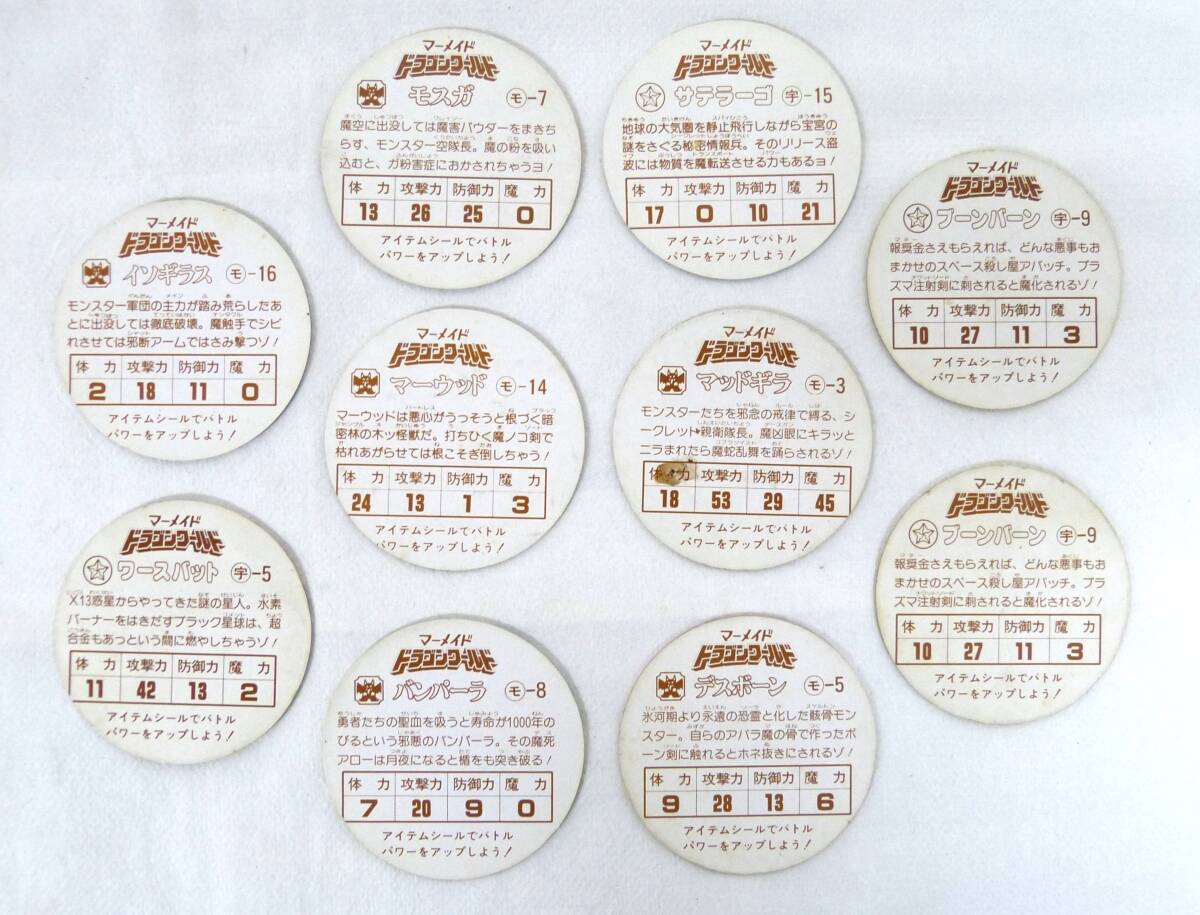 マーメイド
ドラゴンワールド
モスガ モ-7
魔空に出没しては魔害パウダーをまきち
らす、モンスター空隊長。魔の粉を吸い
込むと、ガ粉害症におかされちゃうヨ!
体力 攻撃力 防御力 魔力
13 26 25 0
アイテムシールでバトル
パワーをアップしよう!
マーメイド
ドラゴンワールド
サテラーゴ 宇-15
地球の大気圏を静止飛行しながら宝宮の
謎をさぐる秘密情報兵。そのリリース盗
波には物質を魔転送させる力もあるヨ!
体力 攻撃力 防御力 魔力
17 0 10 21
アイテムシールでバトル
パワーをアップしよう!
マーメイド
ドラゴンワールド
ブーンバーン 宇-9
報奨金さえもらえれば、どんな悪事もお
まかせのスペース殺し屋アパッチ。プラ
ズマ注射剣に刺されると魔化されるゾ!
体力 攻撃力 防御力 魔力
10 27 11 3
アイテムシールでバトル
パワーをアップしよう!
マーメイド
ドラゴンワールド
イソギラス モ-16
モンスター軍団の主力が踏み荒らしたあ
とに出没しては徹底破壊。魔触手でシビ
れさせては邪断アームではさみ撃つゾ!
体力 攻撃力 防御力 魔力
2 18 11 0
アイテムシールでバトル
パワーをアップしよう!
マーメイド
ドラゴンワールド
マーウッド モ-14
マーウッドは悪心がうっそうと根づく暗
密林の木ッ怪獣だ。打ちひく魔ノコ剣で
枯れあがらせては根こそぎ倒しちゃう!
体力 攻撃力 防御力 魔力
24 13 1 3
アイテムシールでバトル
パワーをアップしよう!
マーメイド
ドラゴンワールド
マッドギラ モ-3
モンスターたちを邪念の戒律で縛る、シ
ークレット親衛隊長。魔凶眼にキラッと
ニラまれたら魔蛇乱舞を踊らされるゾ!
体力 攻撃力 防御力 魔力
18 53 29 45
アイテムシールでバトル
パワーをアップしよう!
マーメイド
ドラゴンワールド
ブーンバーン 宇-9
報奨金さえもらえれば、どんな悪事もお
まかせのスペース殺し屋アパッチ。プラ
ズマ注射剣に刺されると魔化されるゾ!
体力 攻撃力 防御力 魔力
10 27 11 3
アイテムシールでバトル
パワーをアップしよう!
マーメイド
ドラゴンワールド
ワースバット 宇-5
X13惑星からやってきた謎の星人。水素
バーナーをはきだすブラック星球は、超
合金もあっという間に燃やしちゃうゾ!
体力 攻撃力 防御力 魔力
11 42 13 2
アイテムシールでバトル
パワーをアップしよう!
マーメイド
ドラゴンワールド
バンパーラ モ-8
勇者たちの聖血を吸うと寿命が1000年の
びるという邪悪のバンパーラ。その魔死
アローは月夜になると楯をも突き破る!
体力 攻撃力 防御力 魔力
7 20 9 0
アイテムシールでバトル
パワーをアップしよう!
マーメイド
ドラゴンワールド
デスボーン モ-5
氷河期より永遠の恐霊と化した骸骨モン
スター。自らのアバラ魔の骨で作ったボ
ーン剣に触れるとホネ抜きにされるゾ!
体力 攻撃力 防御力 魔力
9 28 13 6
アイテムシールでバトル
パワーをアップしよう!